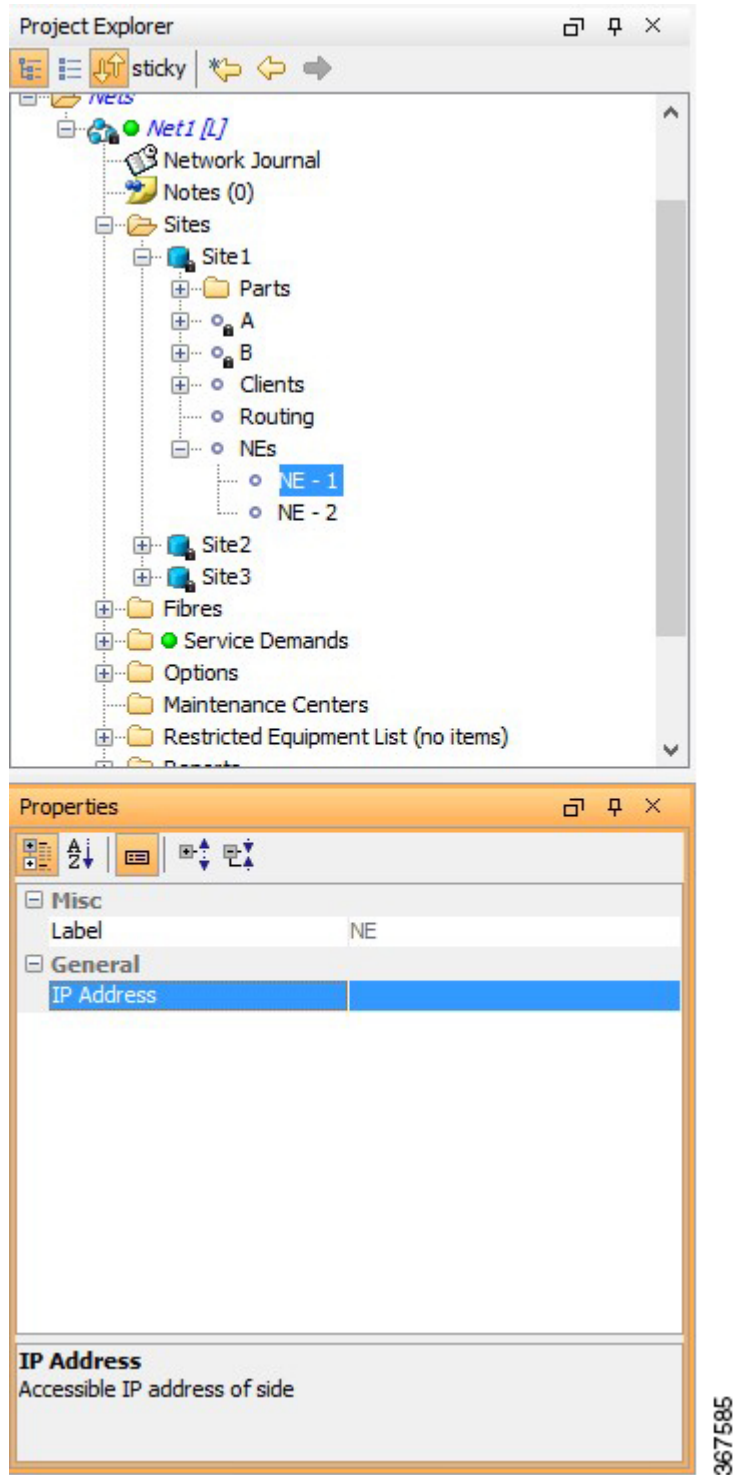 Project Explorer
sticky
Nets
Net1 [L]
Network Journal
Notes (0)
Sites
Site1
Parts
A
B
Clients
Routing
NEs
NE - 1
NE - 2
Site2
Site3
Fibres
Service Demands
Options
Maintenance Centers
Restricted Equipment List (no items)
Reports
Properties
Misc
Label NE
General
IP Address
IP Address
Accessible IP address of side
367585